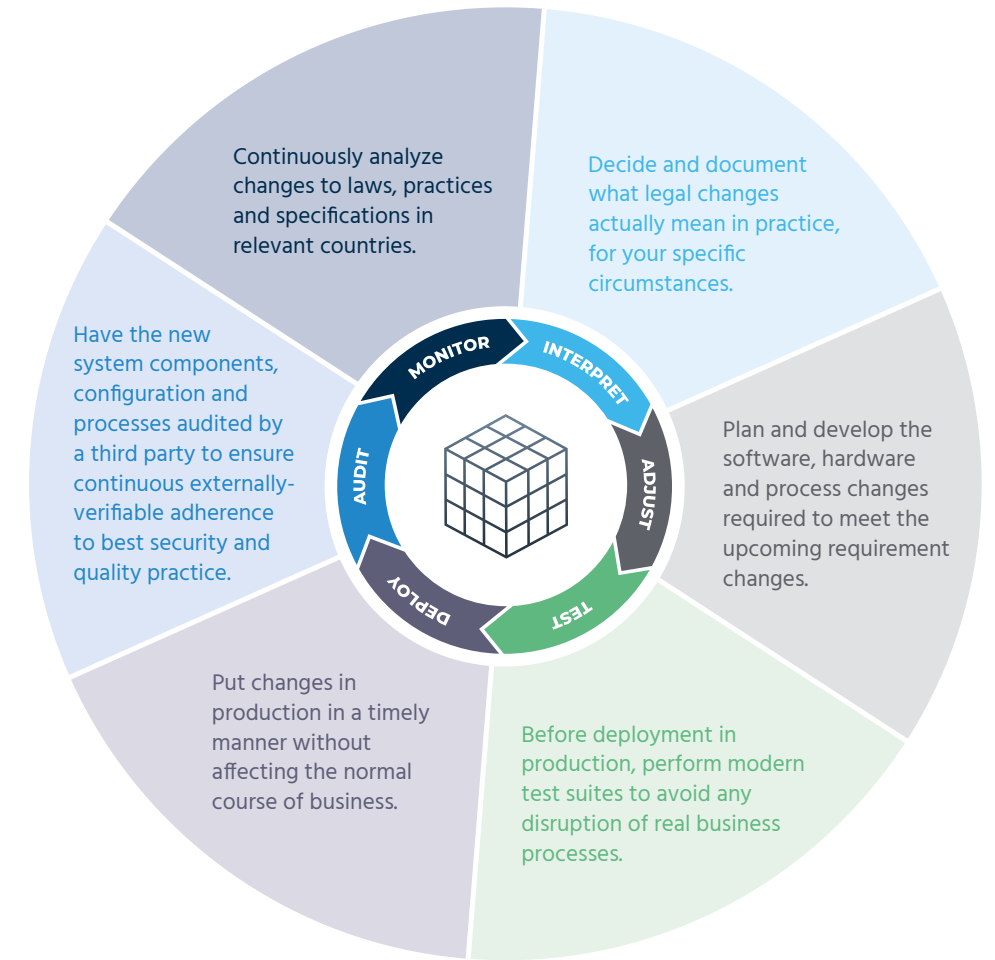 Continuously analyze
changes to laws, practices
and specifications in
relevant countries.
Decide and document
what legal changes
actually mean in practice,
for your specific
circumstances.
Plan and develop the
software, hardware
and process changes
required to meet the
upcoming requirement
changes.
Before deployment in
production, perform modern
test suites to avoid any
disruption of real business
processes.
Put changes in
production in a timely
manner without
affecting the normal
course of business.
Have the new
system components,
configuration and
processes audited by
a third party to ensure
continuous externally-
verifiable adherence
to best security and
quality practice.
MONITOR
INTERPRET
ADJUST
TEST
DEPLOY
AUDIT